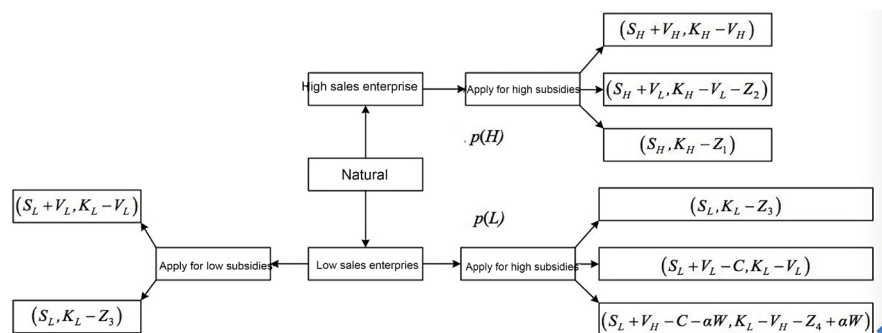 (S_H + V_H, K_H − V_H)
High sales enterprise
Apply for high subsidies
(S_H + V_L, K_H − V_L − Z_2)
p(H)
(S_H, K_H − Z_1)
Natural
(S_L + V_L, K_L − V_L)
p(L)
(S_L, K_L − Z_3)
Apply for low subsidies
Low sales enterpries
Apply for high subsidies
(S_L + V_L − C, K_L − V_L)
(S_L, K_L − Z_3)
(S_L + V_H − C − αW, K_L − V_H − Z_4 + αW)